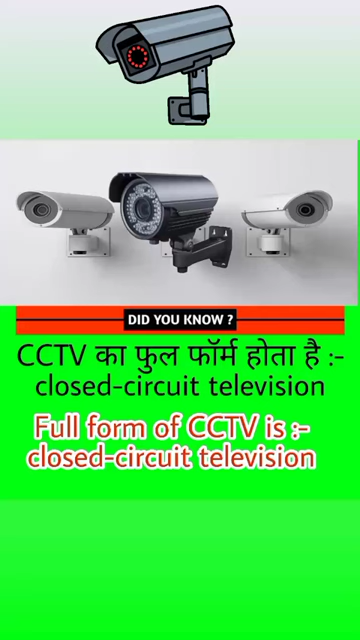 DID YOU KNOW ?
CCTV का फुल फॉर्म होता है :-
closed-circuit television
Full form of CCTV is :-
closed-circuit television